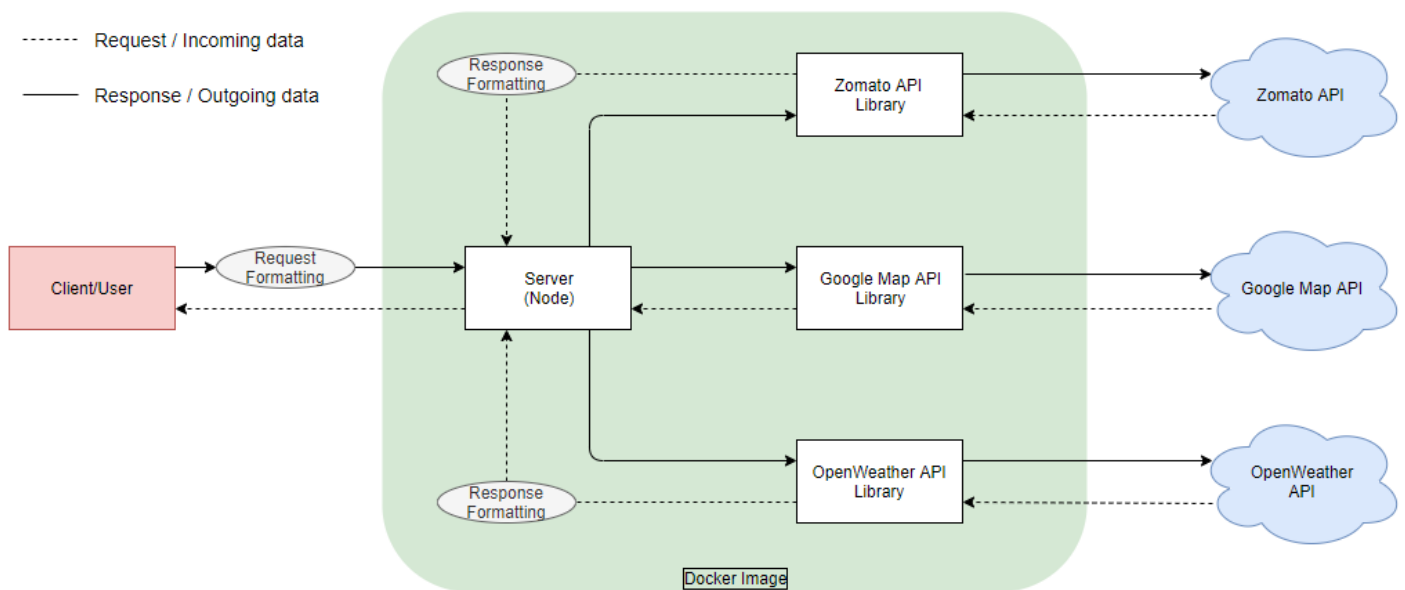 Request / Incoming data
Response / Outgoing data
Response
Formatting
Zomato API
Library
Zomato API
Client/User
Request
Formatting
Server
(Node)
Google Map API
Library
Google Map API
Response
Formatting
OpenWeather API
Library
OpenWeather
API
Docker Image